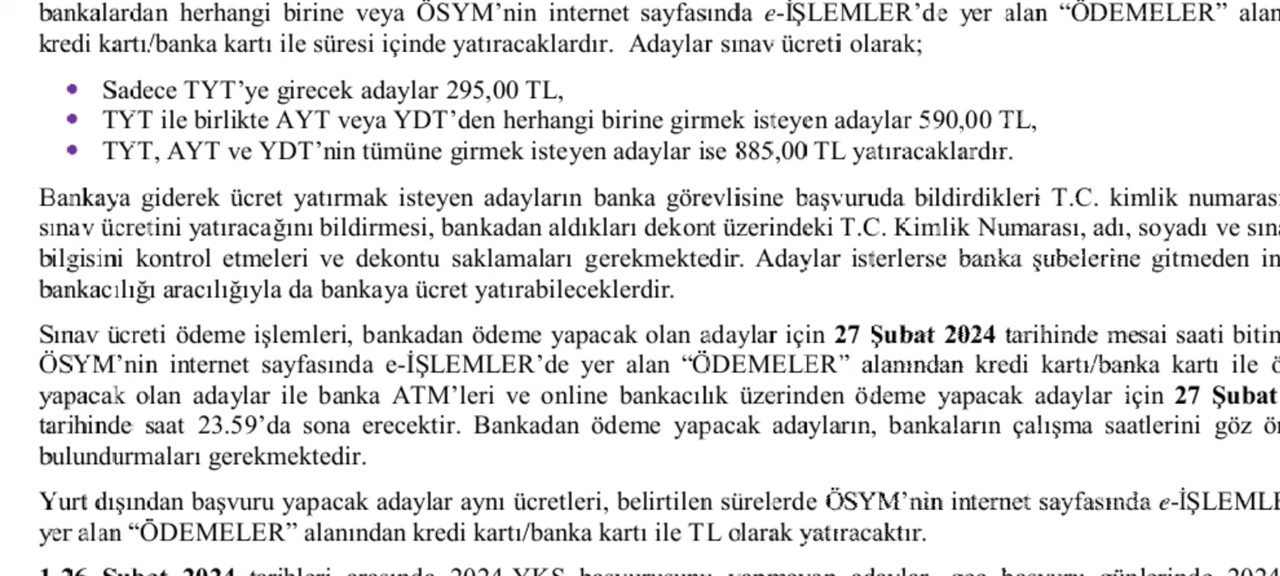 bankalardan herhangi birine veya ÖSYM’nin internet sayfasında e-İŞLEMLER’de yer alan “ÖDEMELER”
kredi kartı/banka kartı ile süresi içinde yatıracaklardır. Adaylar sınav ücreti olarak;
• Sadece TYT’ye girecek adaylar 295,00 TL,
• TYT ile birlikte AYT veya YDT’den herhangi birine girmek isteyen adaylar 590,00 TL,
• TYT, AYT ve YDT’nin tümüne girmek isteyen adaylar ise 885,00 TL yatıracaklardır.
Bankaya giderek ücret yatırmak isteyen adayların banka görevlisine başvuruda bildirdikleri T.C. kimlik
sınav ücretini yatıracağını bildirmesi, bankadan aldıkları dekont üzerindeki T.C. Kimlik Numarası, adı, soyadı ve
bilgisini kontrol etmeleri ve dekontu saklamaları gerekmektedir. Adaylar isterlerse banka şubelerine gitmeden
bankacılığı aracılığıyla da bankaya ücret yatırabileceklerdir.
Sınav ücreti ödeme işlemleri, bankadan ödeme yapacak olan adaylar için 27 Şubat 2024 tarihinde mesai saati
ÖSYM’nin internet sayfasında e-İŞLEMLER’de yer alan “ÖDEMELER” alanından kredi kartı/banka kartı ile
yapacak olan adaylar ile banka ATM’leri ve online bankacılık üzerinden ödeme yapacak adaylar için 27 Şubat
tarihinde saat 23.59’da sona erecektir. Bankadan ödeme yapacak adayların, bankaların çalışma saatlerini göz
bulundurmaları gerekmektedir.
Yurt dışından başvuru yapacak adaylar aynı ücretleri, belirtilen sürelerde ÖSYM’nin internet sayfasında
yer alan “ÖDEMELER” alanından kredi kartı/banka kartı ile TL olarak yatıracaktır.